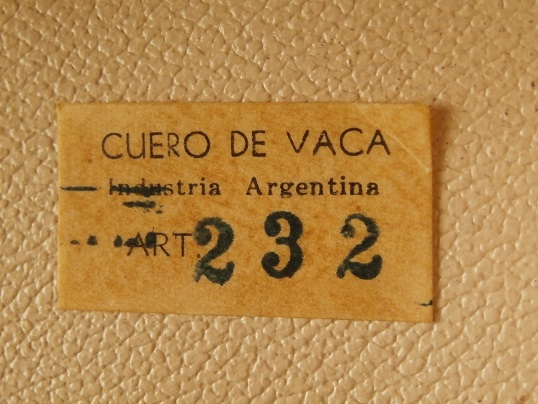 CUERO DE VACA
Industria Argentina
ART. 232